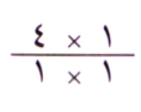 ٤ × ١
١ × ١